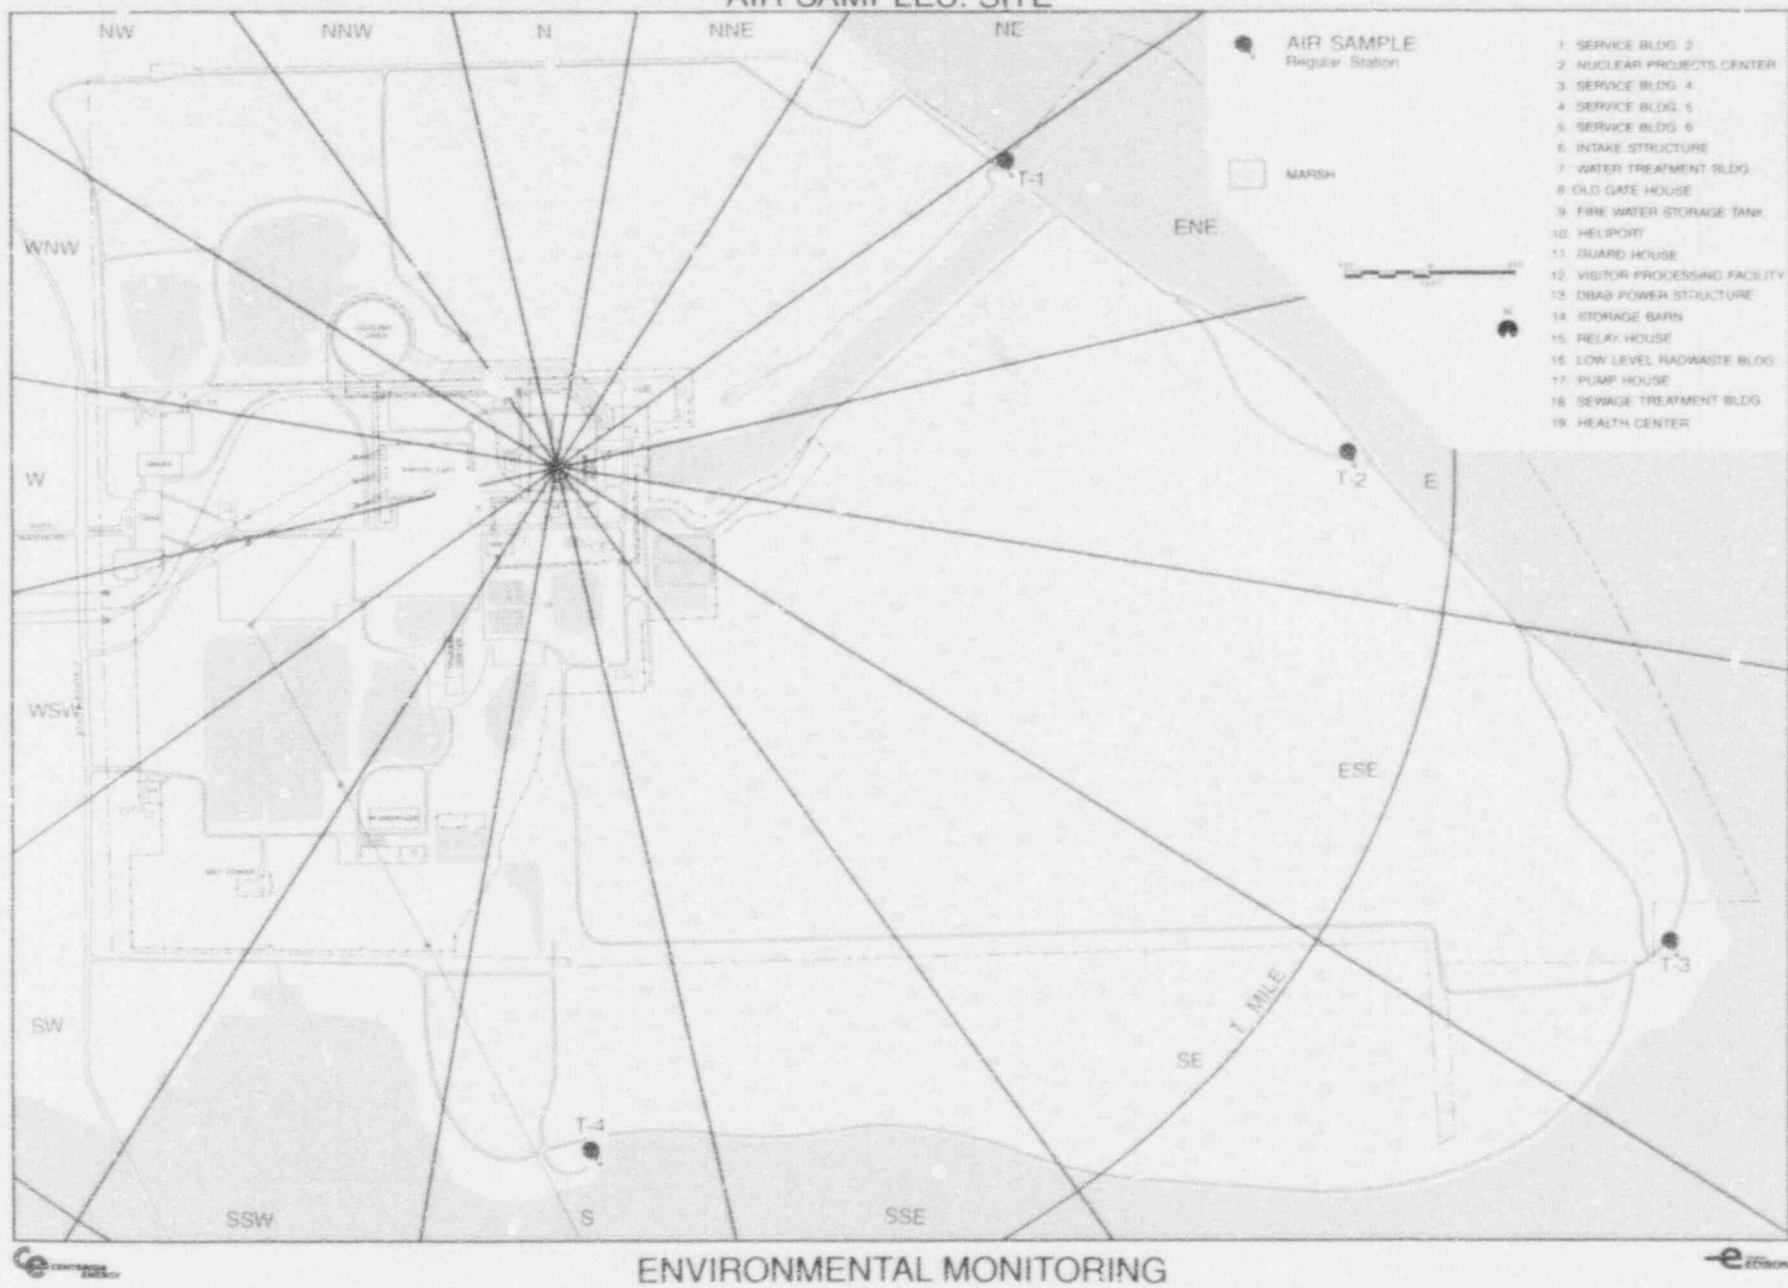 AIR SAMPLES: SITE
NW
NNW
N
NNE
NE
AIR SAMPLE
Regular Station
MARSH
1. SERVICE BLDG. 2
2. NUCLEAR PROJECTS CENTER
3. SERVICE BLDG. 4
4. SERVICE BLDG. 5
5. SERVICE BLDG. 6
6. INTAKE STRUCTURE
7. WATER TREATMENT BLDG.
8. OLD GATE HOUSE
9. FIRE WATER STORAGE TANK
10. HELIPORT
11. GUARD HOUSE
12. VISITOR PROCESSING FACILITY
13. DBAB POWER STRUCTURE
14. STORAGE BARN
15. RELAY HOUSE
16. LOW LEVEL RADWASTE BLDG.
17. PUMP HOUSE
18. SEWAGE TREATMENT BLDG.
19. HEALTH CENTER
N
T-1
ENE
WNW
T-2
E
W
WSW
ESE
T-3
1 MILE
SE
SW
T-4
SSW
S
SSE
CENTERIOR
ENERGY
ENVIRONMENTAL MONITORING
EDISON